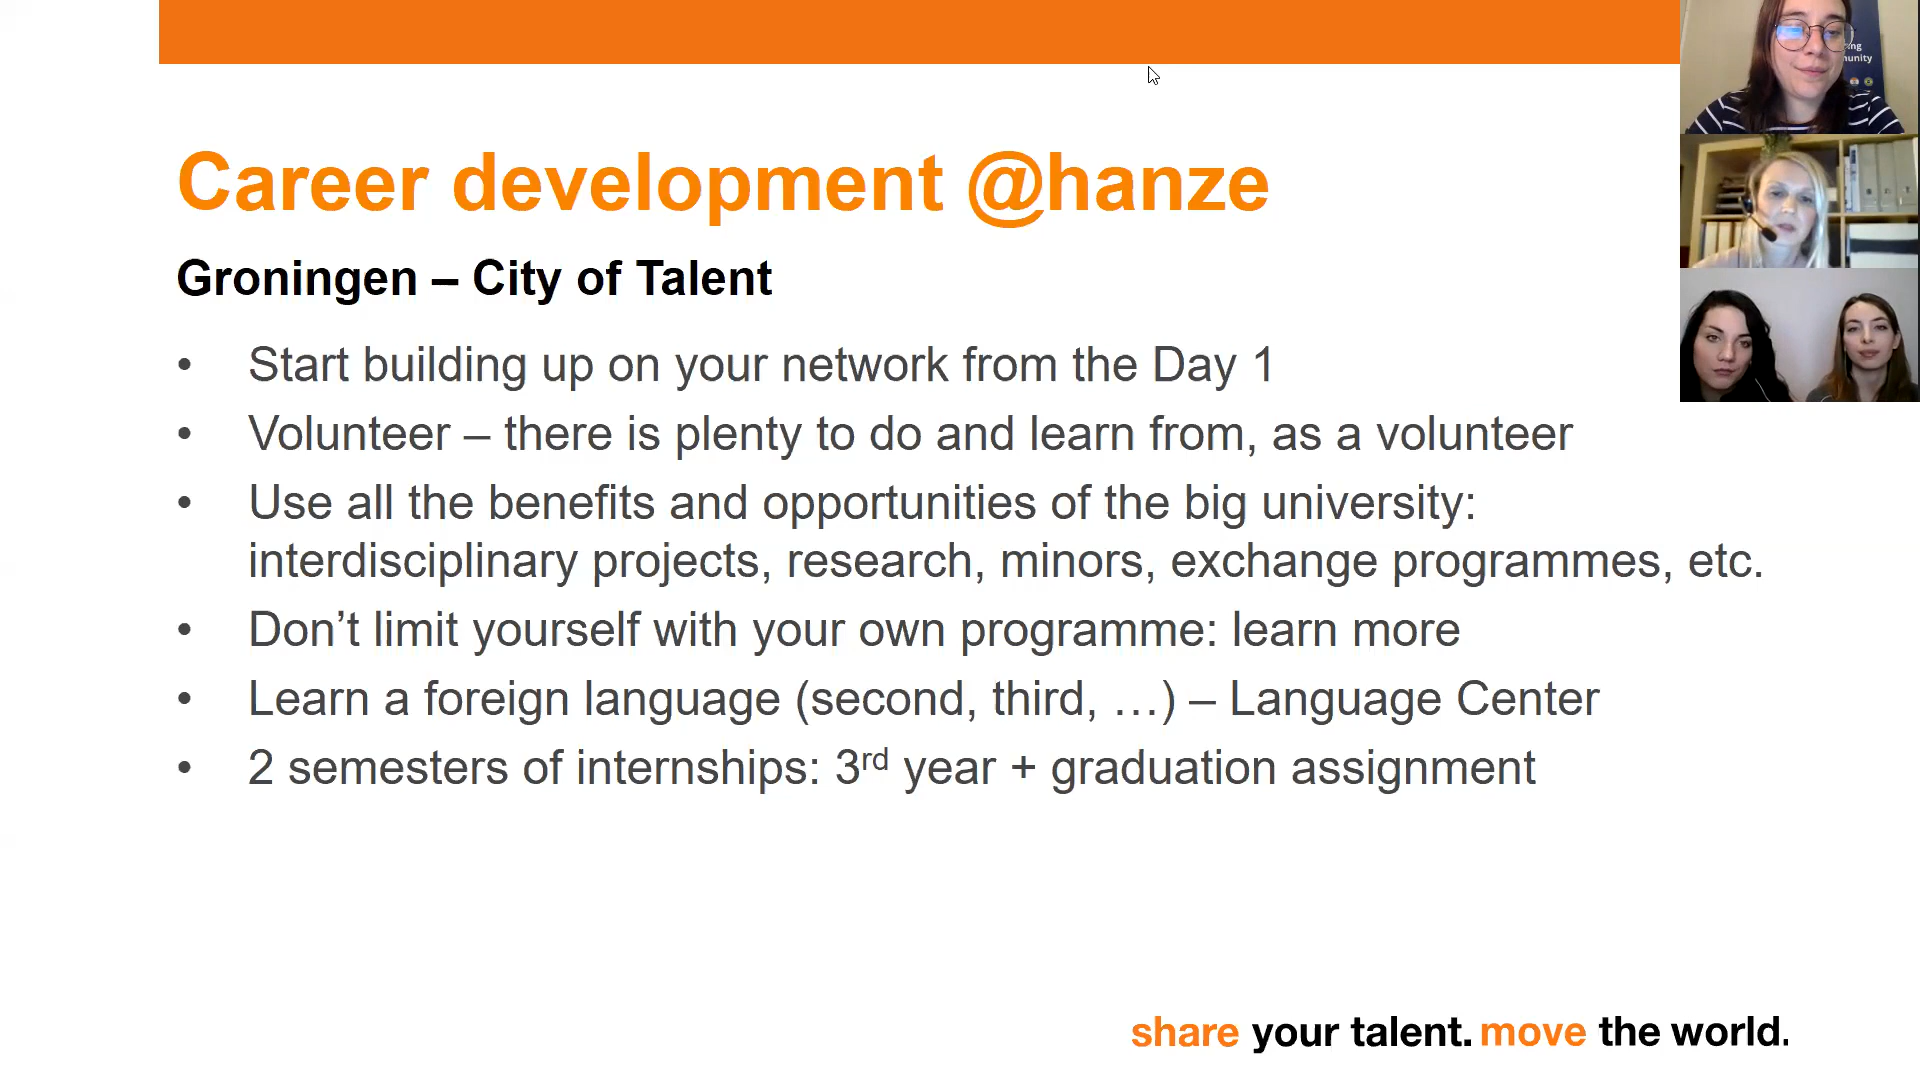 Career development @hanze
Groningen – City of Talent
• Start building up on your network from the Day 1
• Volunteer – there is plenty to do and learn from, as a volunteer
• Use all the benefits and opportunities of the big university:
interdisciplinary projects, research, minors, exchange programmes, etc.
• Don’t limit yourself with your own programme: learn more
• Learn a foreign language (second, third, …) – Language Center
• 2 semesters of internships: 3rd year + graduation assignment
share your talent. move the world.